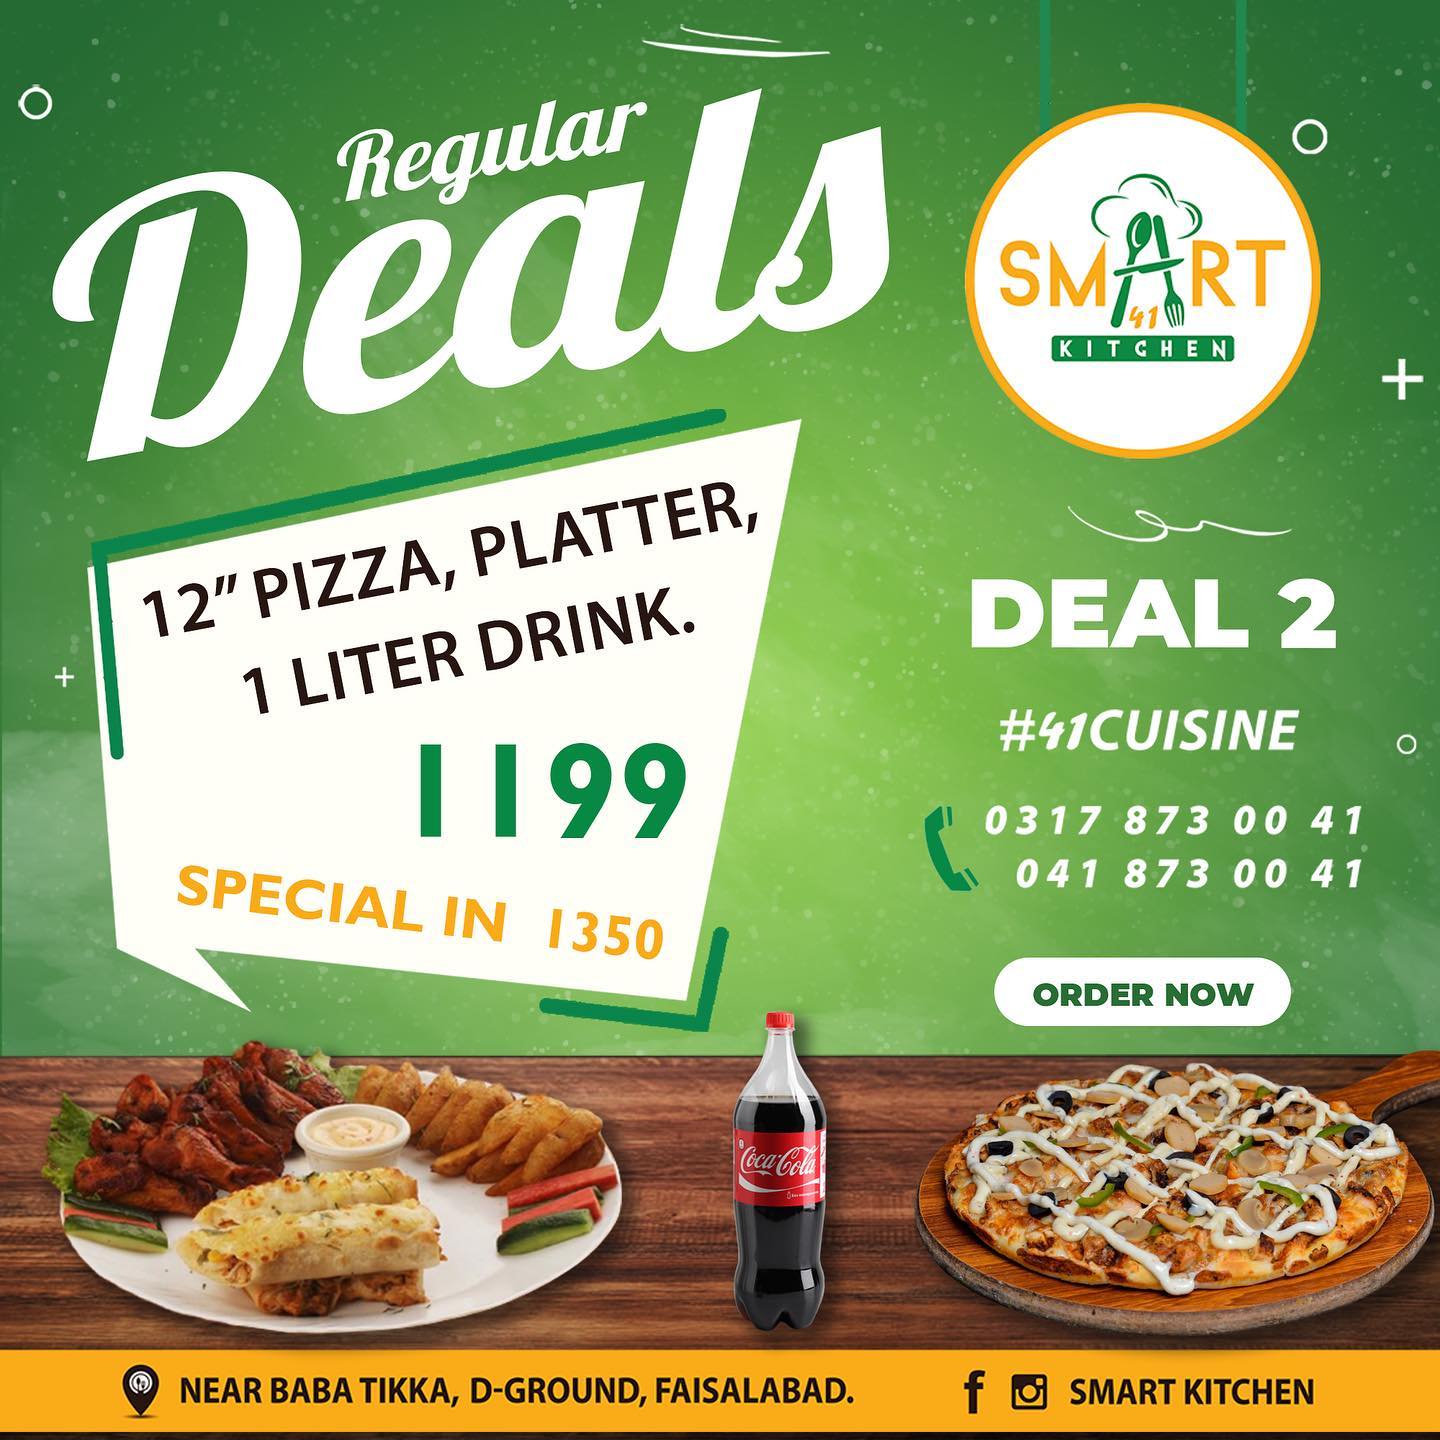 Regular
Deals
SMART
41
KITCHEN
12" PIZZA, PLATTER,
1 LITER DRINK.
1199
SPECIAL IN 1350
DEAL 2
#41CUISINE
0317 873 00 41
041 873 00 41
ORDER NOW
Coca-Cola
NEAR BABA TIKKA, D-GROUND, FAISALABAD.
SMART KITCHEN